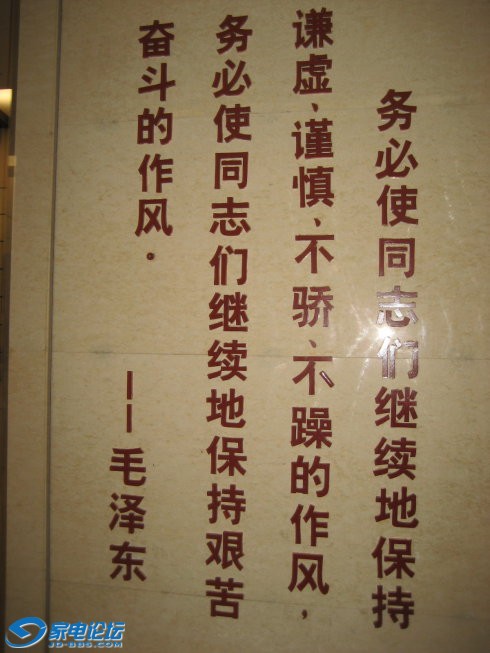 务必使同志们继续地保持
谦虚、谨慎、不骄、不躁的作风，
务必使同志们继续地保持艰苦
奋斗的作风.
——毛泽东
家电论坛
JD-BBS.COM